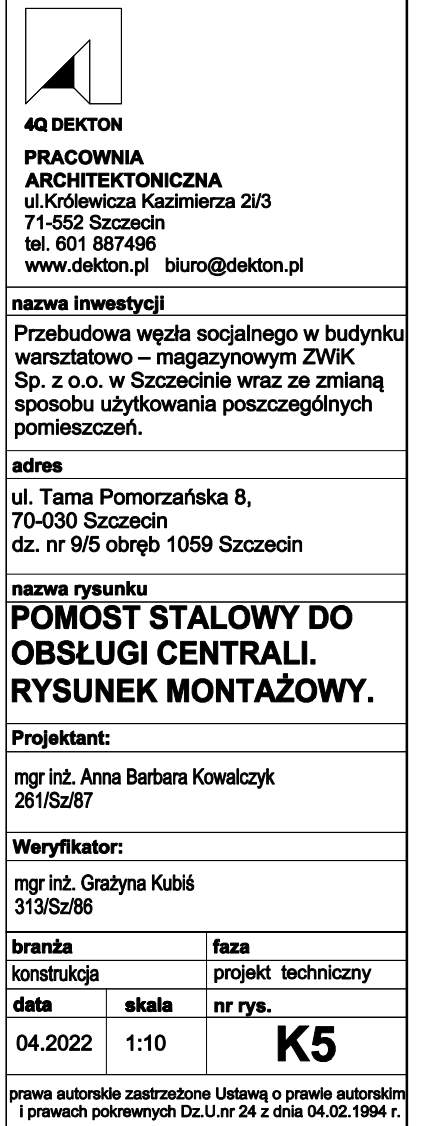 4Q DEKTON
PRACOWNIA
ARCHITEKTONICZNA
ul.Królewicza Kazimierza 2i/3
71-552 Szczecin
tel. 601 887496
www.dekton.pl biuro@dekton.pl
nazwa inwestycji
Przebudowa węzła socjalnego w budynku
warsztatowo – magazynowym ZWiK
Sp. z o.o. w Szczecinie wraz ze zmianą
sposobu użytkowania poszczególnych
pomieszczeń.
adres
ul. Tama Pomorzańska 8,
70-030 Szczecin
dz. nr 9/5 obręb 1059 Szczecin
nazwa rysunku
POMOST STALOWY DO
OBSŁUGI CENTRALI.
RYSUNEK MONTAŻOWY.
Projektant:
mgr inż. Anna Barbara Kowalczyk
261/Sz/87
Weryfikator:
mgr inż. Grażyna Kubiś
313/Sz/86
branża faza
konstrukcja projekt techniczny
data skala nr rys.
04.2022 1:10 K5
prawa autorskie zastrzeżone Ustawą o prawie autorskim
i prawach pokrewnych Dz.U.nr 24 z dnia 04.02.1994 r.